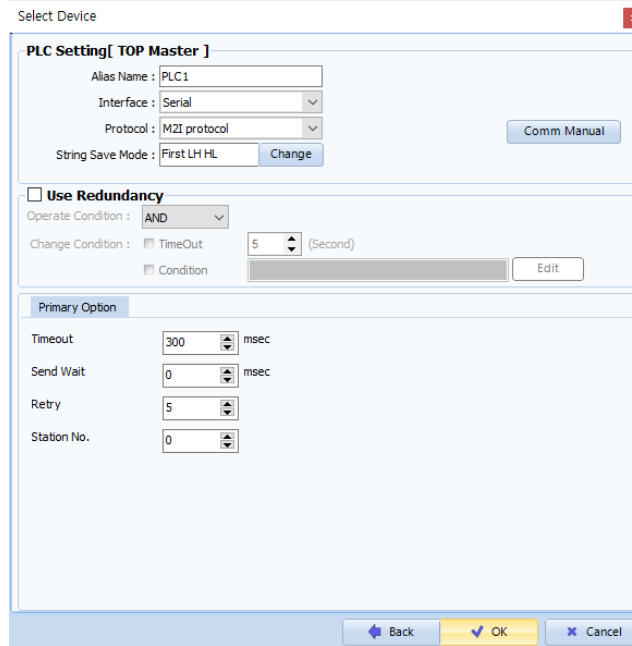 Select Device
PLC Setting[ TOP Master ]
Alias Name : PLC1
Interface : Serial
Protocol : M2I protocol
Comm Manual
String Save Mode : First LH HL Change
Use Redundancy
Operate Condition : AND
Change Condition : TimeOut 5 (Second)
Condition Edit
Primary Option
Timeout 300 msec
Send Wait 0 msec
Retry 5
Station No. 0
Back OK Cancel